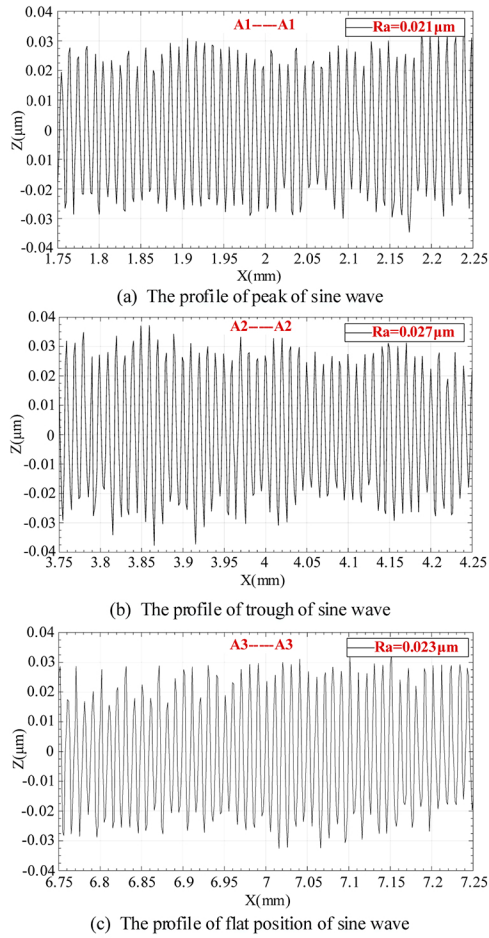 A1-----A1
Ra=0.021μm
0.04
0.03
0.02
0.01
0
0.01
-0.02
-0.03
-0.04
Z(μm)
1.75 1.8 1.85 1.9 1.95 2 2.05 2.1 2.15 2.2 2.25
X(mm)
(a) The profile of peak of sine wave
A2-----A2
Ra=0.027μm
0.04
0.03
0.02
0.01
0
-0.01
-0.02
-0.03
-0.04
Z(μm)
3.75 3.8 3.85 3.9 3.95 4 4.05 4.1 4.15 4.2 4.25
X(mm)
(b) The profile of trough of sine wave
A3-----A3
Ra=0.023μm
0.04
0.03
0.02
0.01
0
-0.01
-0.02
-0.03
-0.04
Z(μm)
6.75 6.8 6.85 6.9 6.95 7 7.05 7.1 7.15 7.2 7.25
X(mm)
(c) The profile of flat position of sine wave